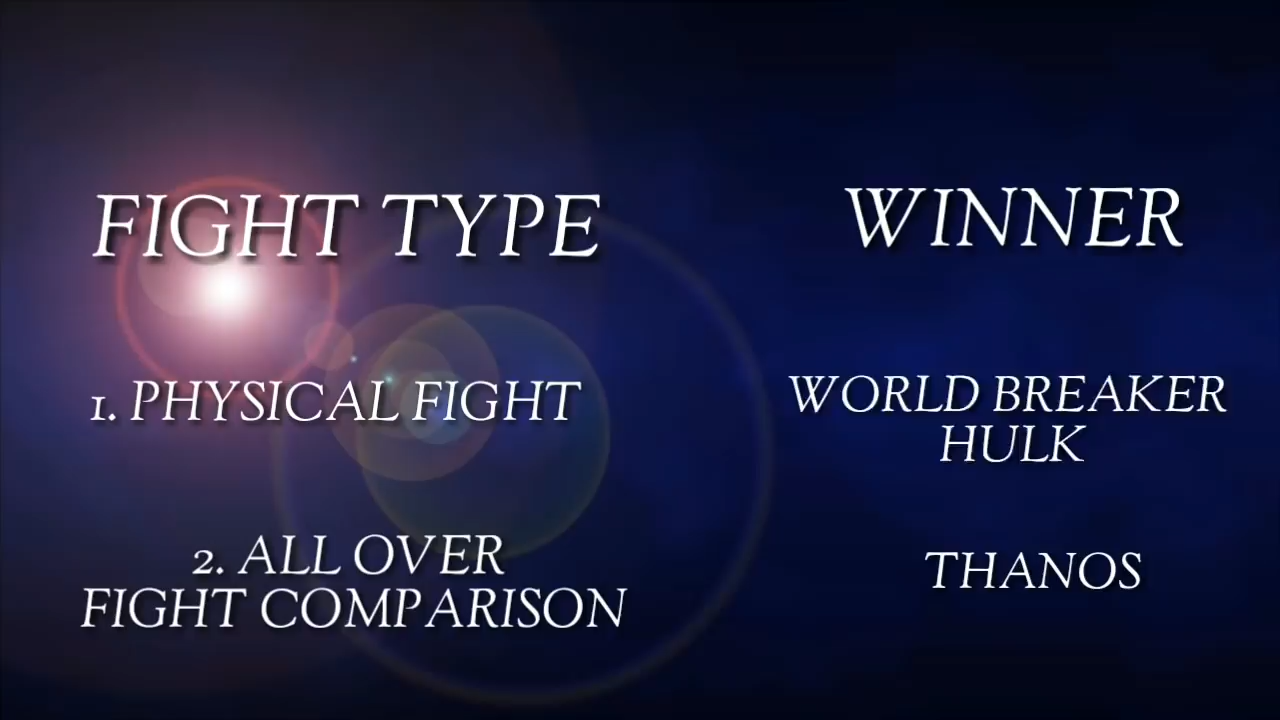 FIGHT TYPE
WINNER
1. PHYSICAL FIGHT
WORLD BREAKER
HULK
2. ALL OVER
FIGHT COMPARISON
THANOS